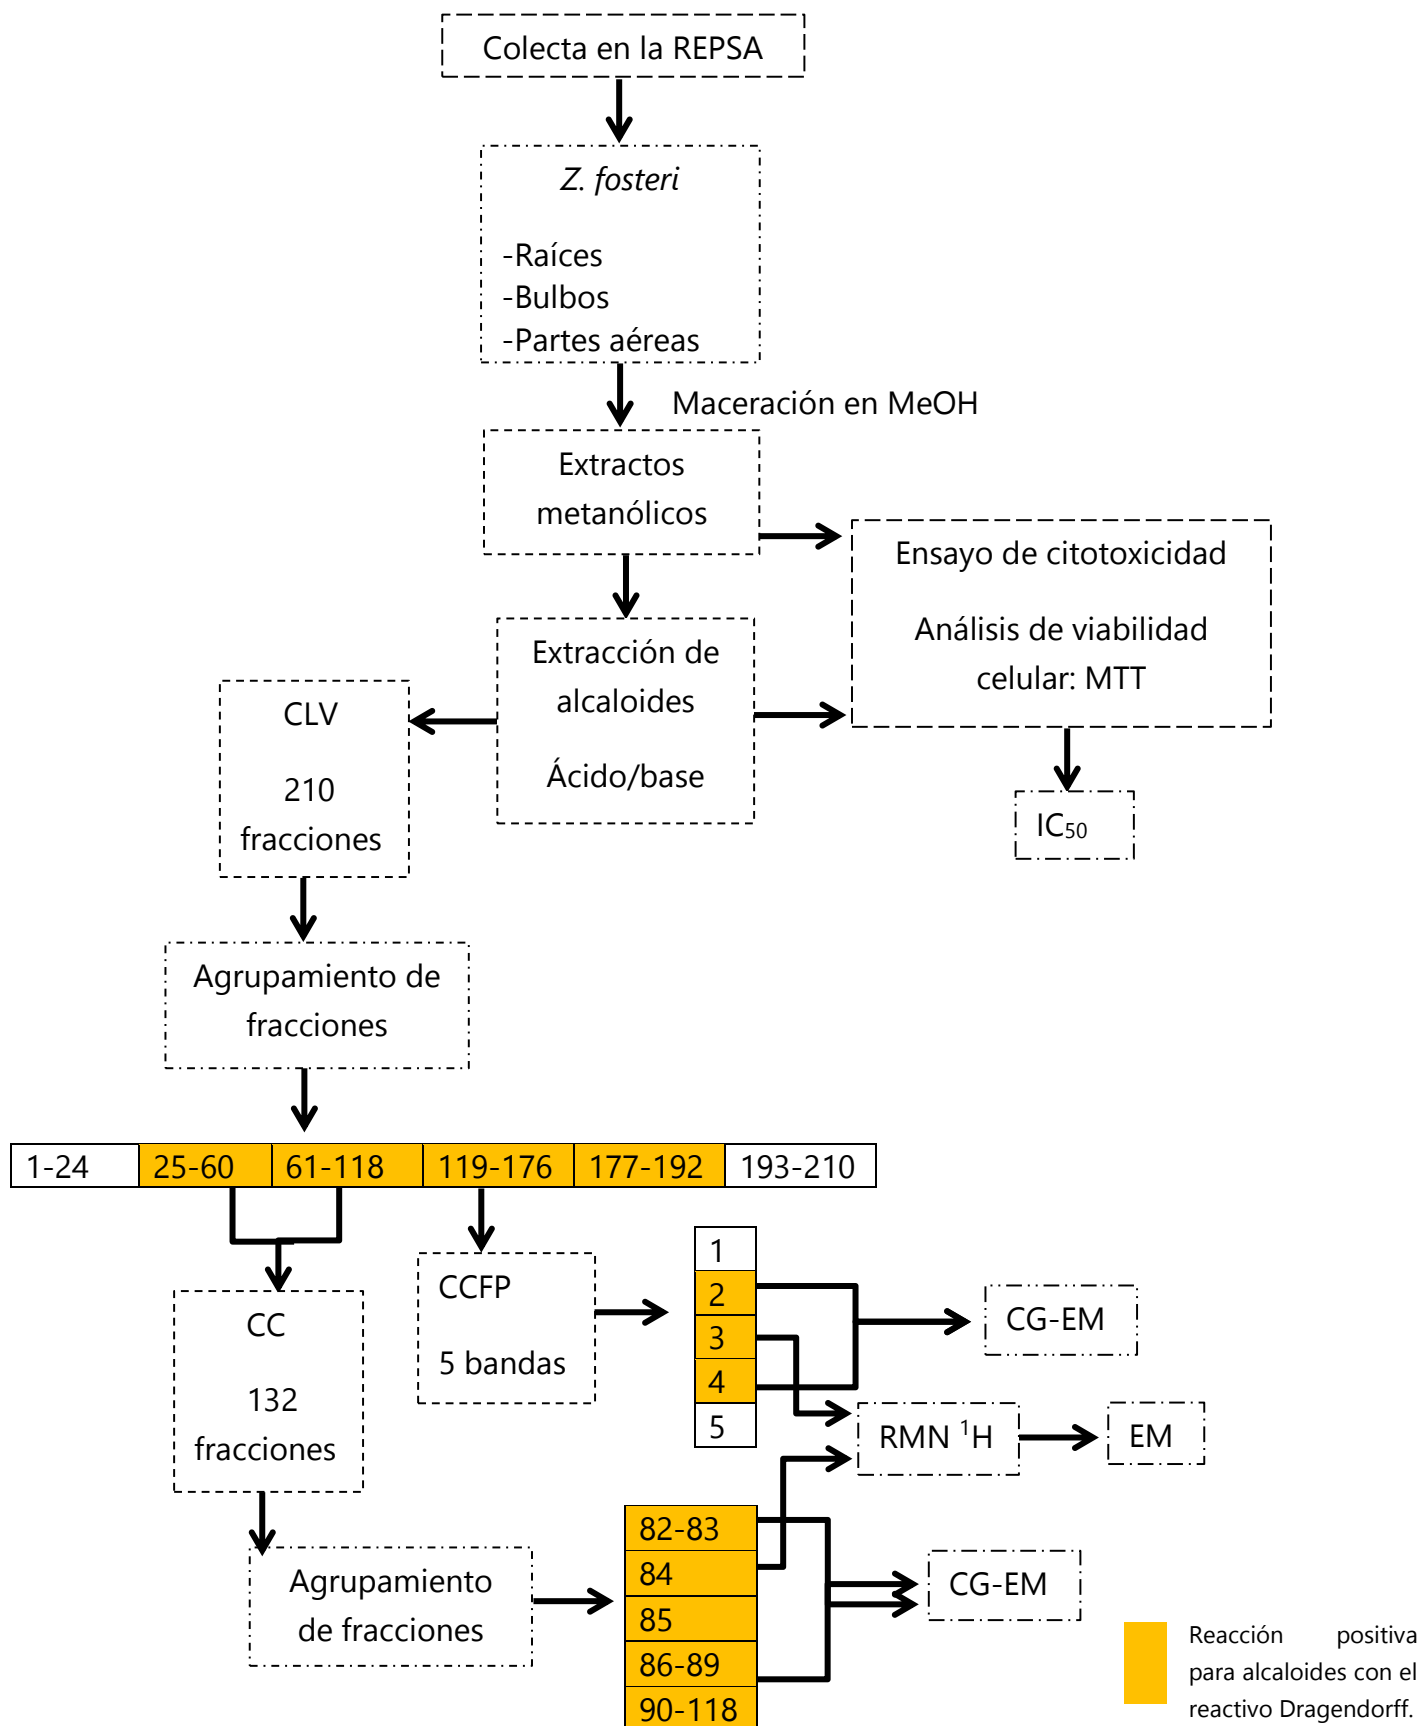 Colecta en la REPSA
Z. fosteri
-Raíces
-Bulbos
-Partes aéreas
Maceración en MeOH
Extractos
metanólicos
Ensayo de citotoxicidad
Análisis de viabilidad
celular: MTT
IC₅₀
Extracción de
alcaloides
Ácido/base
CLV
210
fracciones
Agrupamiento de
fracciones
1-24 25-60 61-118 119-176 177-192 193-210
CCFP
5 bandas
1
2
3
4
5
CG-EM
RMN ¹H
EM
CC
132
fracciones
Agrupamiento
de fracciones
82-83
84
85
86-89
90-118
CG-EM
Reacción positiva
para alcaloides con el
reactivo Dragendorff.